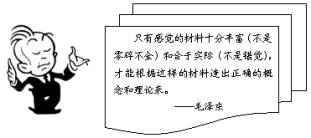 只有感觉的材料十分丰富（不是
零碎不全）和合于实际（不是错觉），
才能根据这样的材料造出正确的概
念和理论来。
——毛泽东